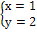 x = 1
y = 2